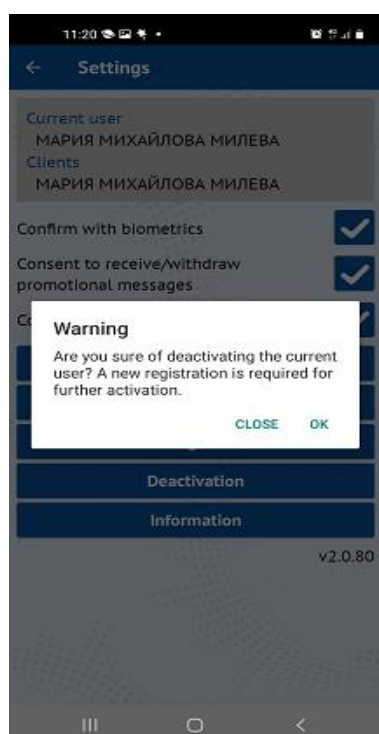 11:20
Settings
Current user
МАРИЯ МИХАЙЛОВА МИЛЕВА
Clients
МАРИЯ МИХАЙЛОВА МИЛЕВА
Confirm with biometrics
Consent to receive/withdraw
promotional messages
Warning
Are you sure of deactivating the current
user? A new registration is required for
further activation.
CLOSE OK
Deactivation
Information
v2.0.80